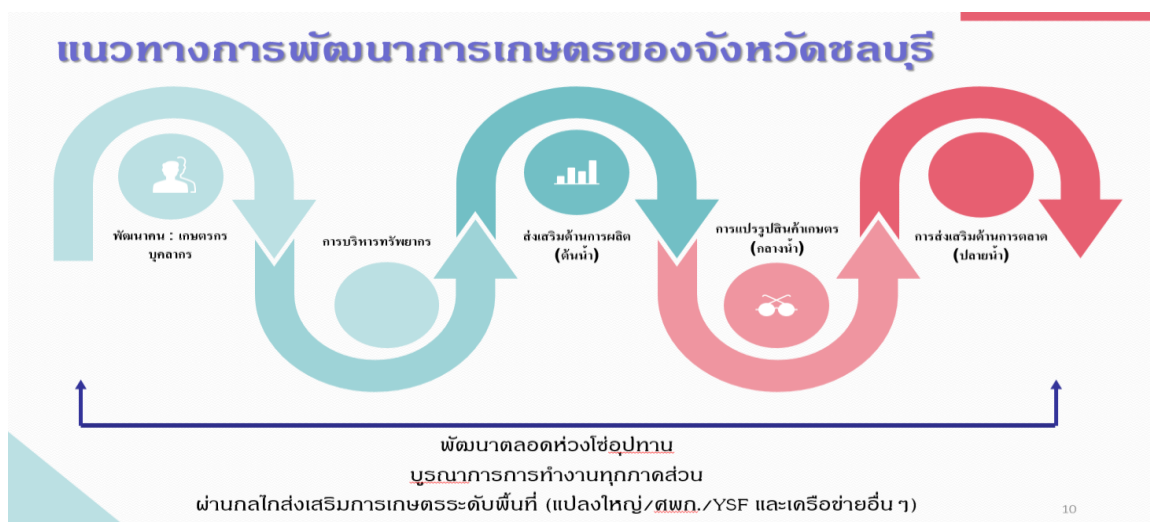 แนวทางการพัฒนาการเกษตรของจังหวัดชลบุรี
พัฒนาคน : เกษตรกร
บุคลากร
การบริหารทรัพยากร
ส่งเสริมด้านการผลิต
(ต้นน้ำ)
การแปรรูปสินค้าเกษตร
(กลางน้ำ)
การส่งเสริมด้านการตลาด
(ปลายน้ำ)
พัฒนาตลอดห่วงโซ่อุปทาน
บูรณาการการทำงานทุกภาคส่วน
ผ่านกลไกส่งเสริมการเกษตรระดับพื้นที่ (แปลงใหญ่/ศพก./YSF และเครือข่ายอื่น ๆ)
10